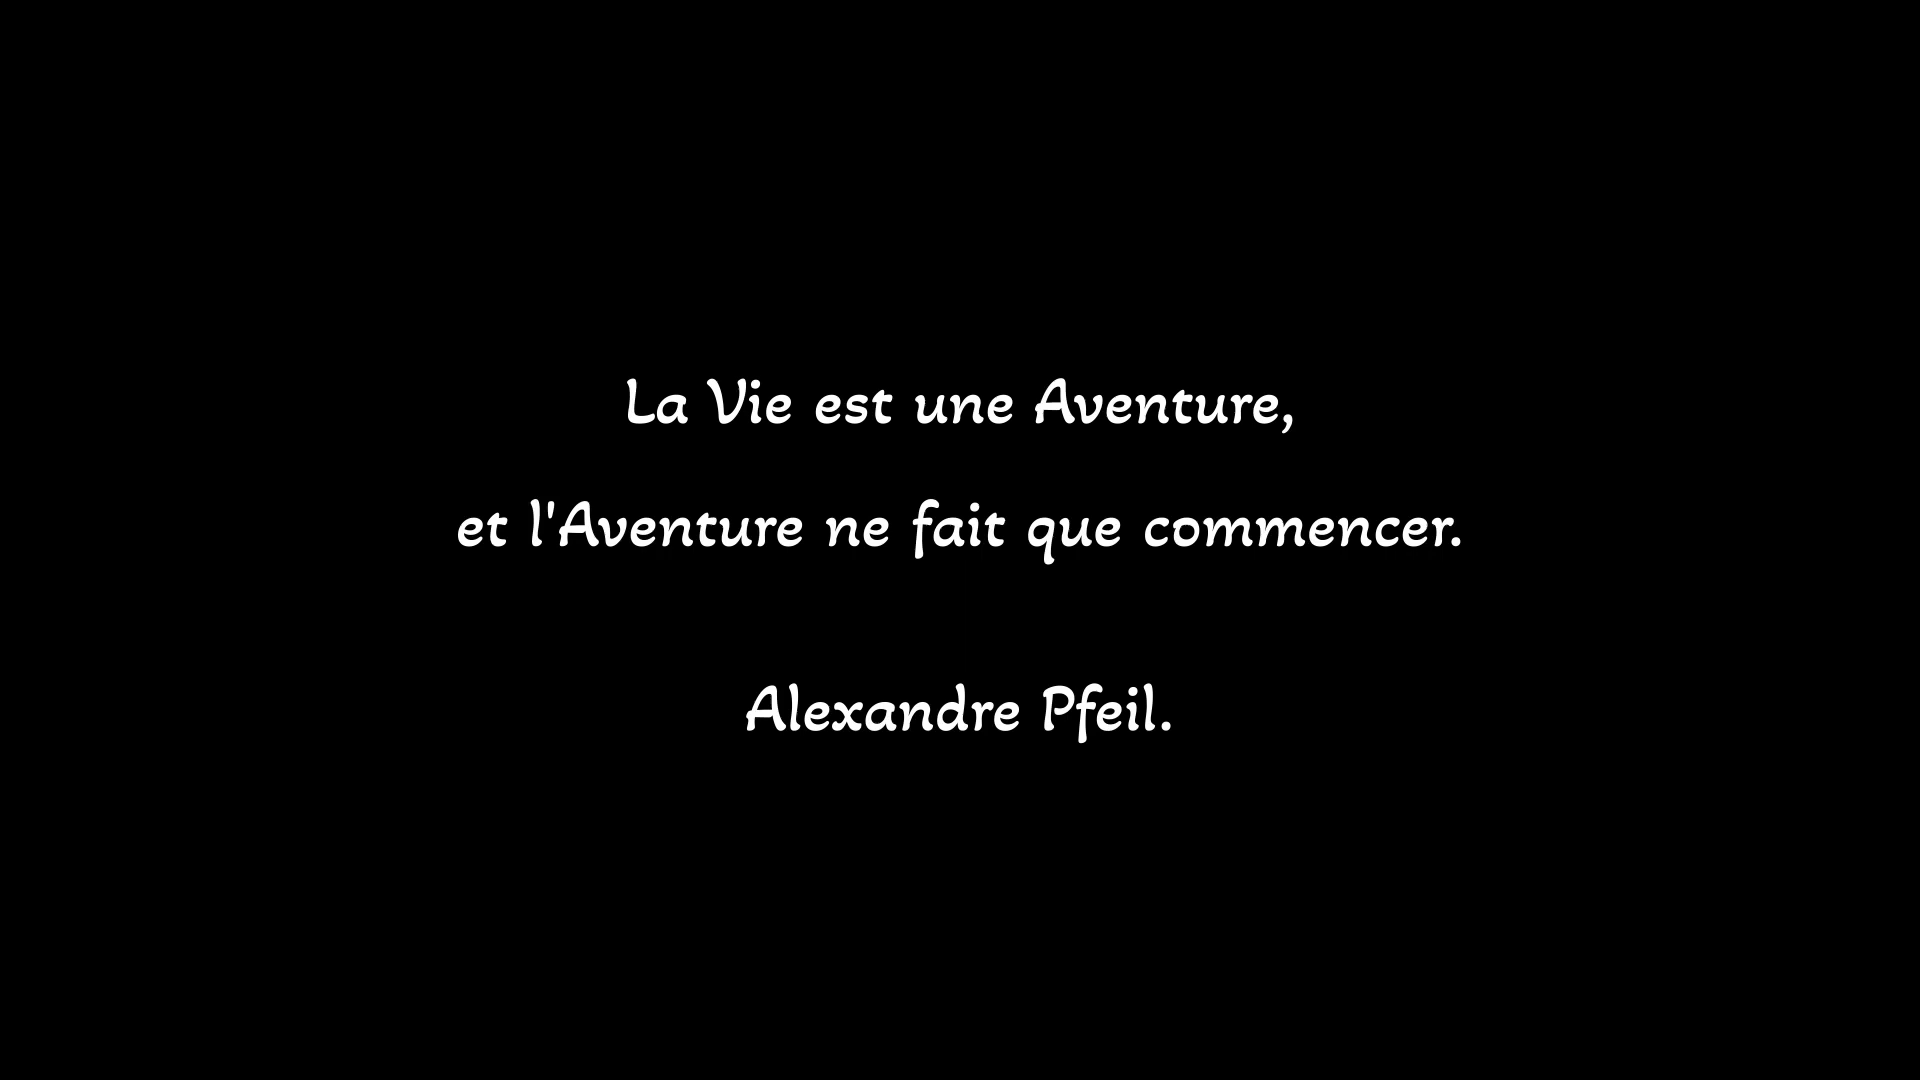 La Vie est une Aventure,
et l'Aventure ne fait que commencer.
Alexandre Pfeil.